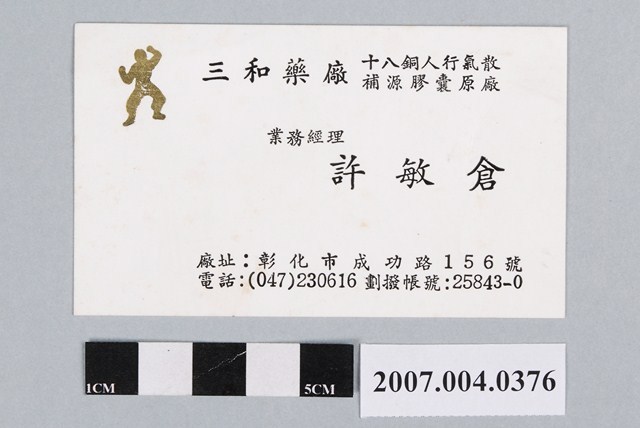 三和藥廠
十八銅人行氣散
補源膠囊原廠
業務經理
許敏倉
廠址：彰化市成功路156號
電話:(047)230616 劃撥帳號:25843-0
1CM 5CM
2007.004.0376